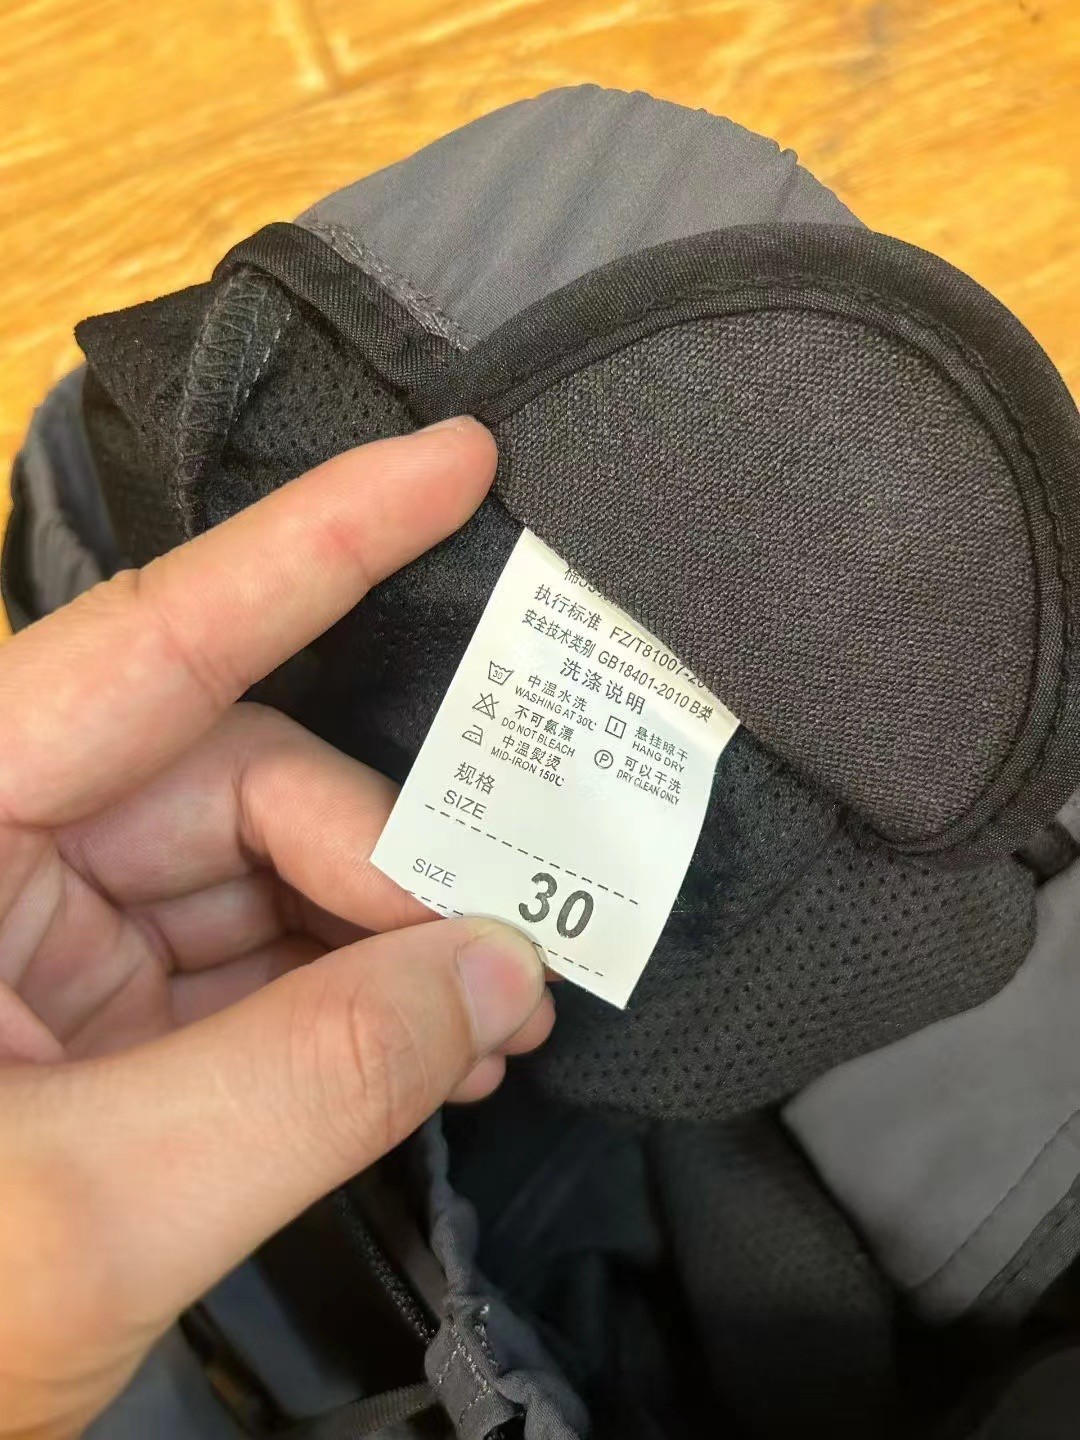 执行标准 FZ/T81007-20
安全技术类别 GB18401-2010 B类
洗涤说明
30 中温水洗
WASHING AT 30℃
不可氯漂
DO NOT BLEACH
中温熨烫
MID-IRON 150℃
悬挂晾干
HANG DRY
P 可以干洗
DRY CLEAN ONLY
规格
SIZE
SIZE 30